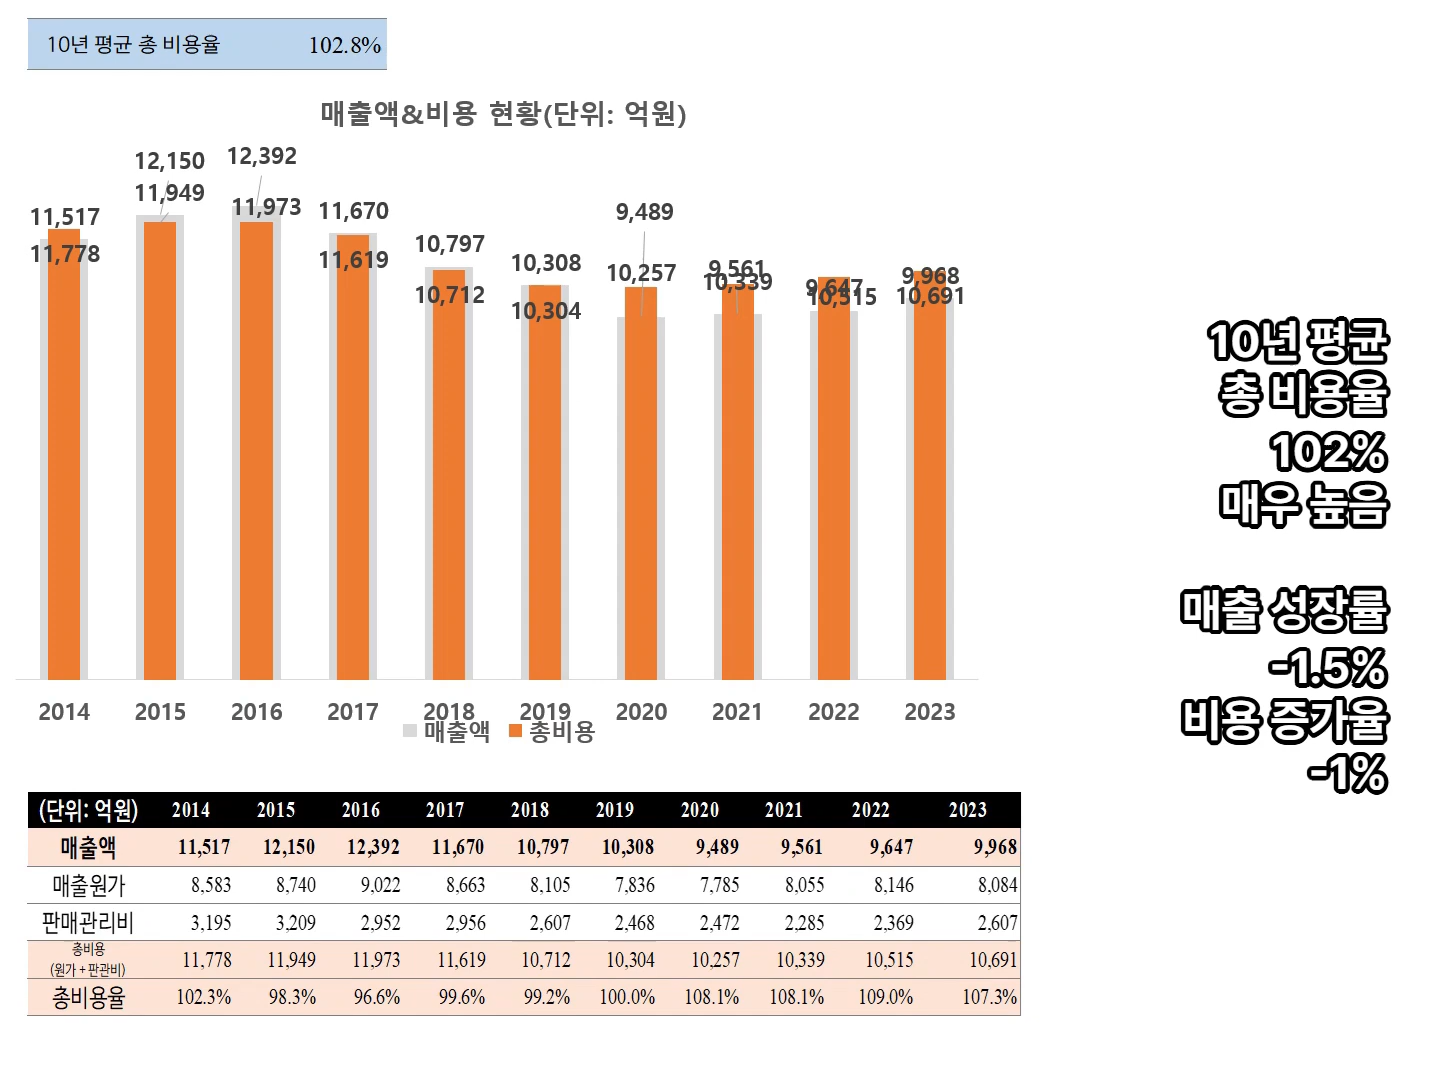 10년 평균 총 비용율 102.8%
매출액&비용 현황(단위: 억원)
12,150 12,392
11,517 11,949 11,973 11,670 9,489
11,778 11,619 10,797 10,308 10,257 9,561 9,647 9,968
10,712 10,304 10,339 10,515 10,691
2014 2015 2016 2017 2018 2019 2020 2021 2022 2023
매출액 총비용
10년 평균
총 비용율
102%
매우 높음
매출 성장률
-1.5%
비용 증가율
-1%
(단위: 억원) 2014 2015 2016 2017 2018 2019 2020 2021 2022 2023
매출액 11,517 12,150 12,392 11,670 10,797 10,308 9,489 9,561 9,647 9,968
매출원가 8,583 8,740 9,022 8,663 8,105 7,836 7,785 8,055 8,146 8,084
판매관리비 3,195 3,209 2,952 2,956 2,607 2,468 2,472 2,285 2,369 2,607
총비용
(원가 + 판관비) 11,778 11,949 11,973 11,619 10,712 10,304 10,257 10,339 10,515 10,691
총비용율 102.3% 98.3% 96.6% 99.6% 99.2% 100.0% 108.1% 108.1% 109.0% 107.3%